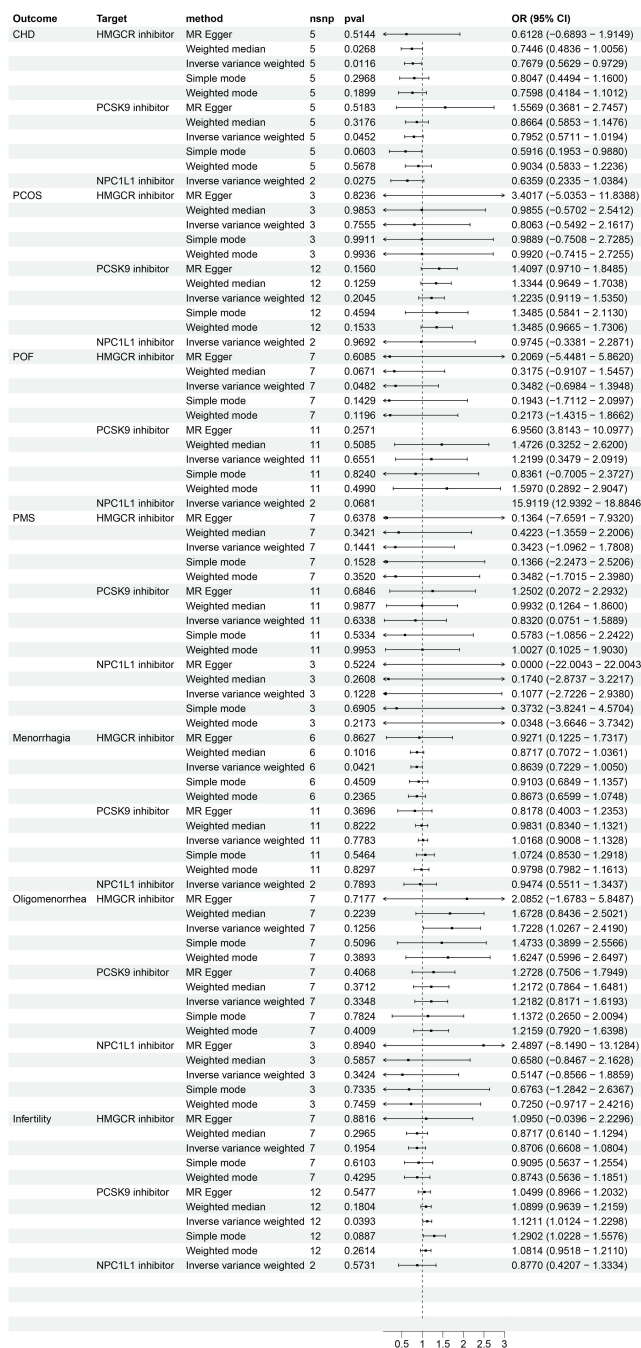 Outcome Target method nsnp pval OR (95% CI)
CHD HMGCR inhibitor MR Egger 5 0.5144 0.6128 (−0.6893 − 1.9149)
Weighted median 5 0.0268 0.7446 (0.4836 − 1.0056)
Inverse variance weighted 5 0.0116 0.7679 (0.5629 − 0.9729)
Simple mode 5 0.2968 0.8047 (0.4494 − 1.1600)
Weighted mode 5 0.1899 0.7598 (0.4184 − 1.1012)
PCSK9 inhibitor MR Egger 5 0.5183 1.5569 (0.3681 − 2.7457)
Weighted median 5 0.3176 0.8664 (0.5853 − 1.1476)
Inverse variance weighted 5 0.0452 0.7952 (0.5711 − 1.0194)
Simple mode 5 0.0603 0.5916 (0.1953 − 0.9880)
Weighted mode 5 0.5678 0.9034 (0.5833 − 1.2236)
NPC1L1 inhibitor Inverse variance weighted 2 0.0275 0.6359 (0.2335 − 1.0384)
PCOS HMGCR inhibitor MR Egger 3 0.8236 3.4017 (−5.0353 − 11.8388)
Weighted median 3 0.9853 0.9855 (−0.5702 − 2.5412)
Inverse variance weighted 3 0.7555 0.8063 (−0.5492 − 2.1617)
Simple mode 3 0.9911 0.9889 (−0.7508 − 2.7285)
Weighted mode 3 0.9936 0.9920 (−0.7415 − 2.7255)
PCSK9 inhibitor MR Egger 12 0.1560 1.4097 (0.9710 − 1.8485)
Weighted median 12 0.1259 1.3344 (0.9649 − 1.7038)
Inverse variance weighted 12 0.2045 1.2235 (0.9119 − 1.5350)
Simple mode 12 0.4594 1.3485 (0.5841 − 2.1130)
Weighted mode 12 0.1533 1.3485 (0.9665 − 1.7306)
NPC1L1 inhibitor Inverse variance weighted 2 0.9692 0.9745 (−0.3381 − 2.2871)
POF HMGCR inhibitor MR Egger 7 0.6085 0.2069 (−5.4481 − 5.8620)
Weighted median 7 0.0671 0.3175 (−0.9107 − 1.5457)
Inverse variance weighted 7 0.0482 0.3482 (−0.6984 − 1.3948)
Simple mode 7 0.1429 0.1943 (−1.7112 − 2.0997)
Weighted mode 7 0.1196 0.2173 (−1.4315 − 1.8662)
PCSK9 inhibitor MR Egger 11 0.2571 6.9560 (3.8143 − 10.0977)
Weighted median 11 0.5085 1.4726 (0.3252 − 2.6200)
Inverse variance weighted 11 0.6551 1.2199 (0.3479 − 2.0919)
Simple mode 11 0.8240 0.8361 (−0.7005 − 2.3727)
Weighted mode 11 0.4990 1.5970 (0.2892 − 2.9047)
NPC1L1 inhibitor Inverse variance weighted 2 0.0681 15.9119 (12.9392 − 18.8846
PMS HMGCR inhibitor MR Egger 7 0.6378 0.1364 (−7.6591 − 7.9320)
Weighted median 7 0.3421 0.4223 (−1.3559 − 2.2006)
Inverse variance weighted 7 0.1441 0.3423 (−1.0962 − 1.7808)
Simple mode 7 0.1528 0.1366 (−2.2473 − 2.5206)
Weighted mode 7 0.3520 0.3482 (−1.7015 − 2.3980)
PCSK9 inhibitor MR Egger 11 0.6846 1.2502 (0.2072 − 2.2932)
Weighted median 11 0.9877 0.9932 (0.1264 − 1.8600)
Inverse variance weighted 11 0.6338 0.8320 (0.0751 − 1.5889)
Simple mode 11 0.5334 0.5783 (−1.0856 − 2.2422)
Weighted mode 11 0.9953 1.0027 (0.1025 − 1.9030)
NPC1L1 inhibitor MR Egger 3 0.5224 0.0000 (−22.0043 − 22.0043
Weighted median 3 0.2608 0.1740 (−2.8737 − 3.2217)
Inverse variance weighted 3 0.1228 0.1077 (−2.7226 − 2.9380)
Simple mode 3 0.6905 0.3732 (−3.8241 − 4.5704)
Weighted mode 3 0.2173 0.0348 (−3.6646 − 3.7342)
Menorrhagia HMGCR inhibitor MR Egger 6 0.8627 0.9271 (0.1225 − 1.7317)
Weighted median 6 0.1016 0.8717 (0.7072 − 1.0361)
Inverse variance weighted 6 0.0421 0.8639 (0.7229 − 1.0050)
Simple mode 6 0.4509 0.9103 (0.6849 − 1.1357)
Weighted mode 6 0.2365 0.8673 (0.6599 − 1.0748)
PCSK9 inhibitor MR Egger 11 0.3696 0.8178 (0.4003 − 1.2353)
Weighted median 11 0.8222 0.9831 (0.8340 − 1.1321)
Inverse variance weighted 11 0.7783 1.0168 (0.9008 − 1.1328)
Simple mode 11 0.5464 1.0724 (0.8530 − 1.2918)
Weighted mode 11 0.8297 0.9798 (0.7982 − 1.1613)
NPC1L1 inhibitor Inverse variance weighted 2 0.7893 0.9474 (0.5511 − 1.3437)
Oligomenorrhea HMGCR inhibitor MR Egger 7 0.7177 2.0852 (−1.6783 − 5.8487)
Weighted median 7 0.2239 1.6728 (0.8436 − 2.5021)
Inverse variance weighted 7 0.1256 1.7228 (1.0267 − 2.4190)
Simple mode 7 0.5096 1.4733 (0.3899 − 2.5566)
Weighted mode 7 0.3893 1.6247 (0.5996 − 2.6497)
PCSK9 inhibitor MR Egger 7 0.4068 1.2728 (0.7506 − 1.7949)
Weighted median 7 0.3712 1.2172 (0.7864 − 1.6481)
Inverse variance weighted 7 0.3348 1.2182 (0.8171 − 1.6193)
Simple mode 7 0.7824 1.1372 (0.2650 − 2.0094)
Weighted mode 7 0.4009 1.2159 (0.7920 − 1.6398)
NPC1L1 inhibitor MR Egger 3 0.8940 2.4897 (−8.1490 − 13.1284)
Weighted median 3 0.5857 0.6580 (−0.8467 − 2.1628)
Inverse variance weighted 3 0.3424 0.5147 (−0.8566 − 1.8859)
Simple mode 3 0.7335 0.6763 (−1.2842 − 2.6367)
Weighted mode 3 0.7459 0.7250 (−0.9717 − 2.4216)
Infertility HMGCR inhibitor MR Egger 7 0.8816 1.0950 (−0.0396 − 2.2296)
Weighted median 7 0.2965 0.8717 (0.6140 − 1.1294)
Inverse variance weighted 7 0.1954 0.8706 (0.6608 − 1.0804)
Simple mode 7 0.6103 0.9095 (0.5637 − 1.2554)
Weighted mode 7 0.4295 0.8743 (0.5636 − 1.1851)
PCSK9 inhibitor MR Egger 12 0.5477 1.0499 (0.8966 − 1.2032)
Weighted median 12 0.1804 1.0899 (0.9639 − 1.2159)
Inverse variance weighted 12 0.0393 1.1211 (1.0124 − 1.2298)
Simple mode 12 0.0887 1.2902 (1.0228 − 1.5576)
Weighted mode 12 0.2614 1.0814 (0.9518 − 1.2110)
NPC1L1 inhibitor Inverse variance weighted 2 0.5731 0.8770 (0.4207 − 1.3334)
0.5 1 1.5 2 2.5 3